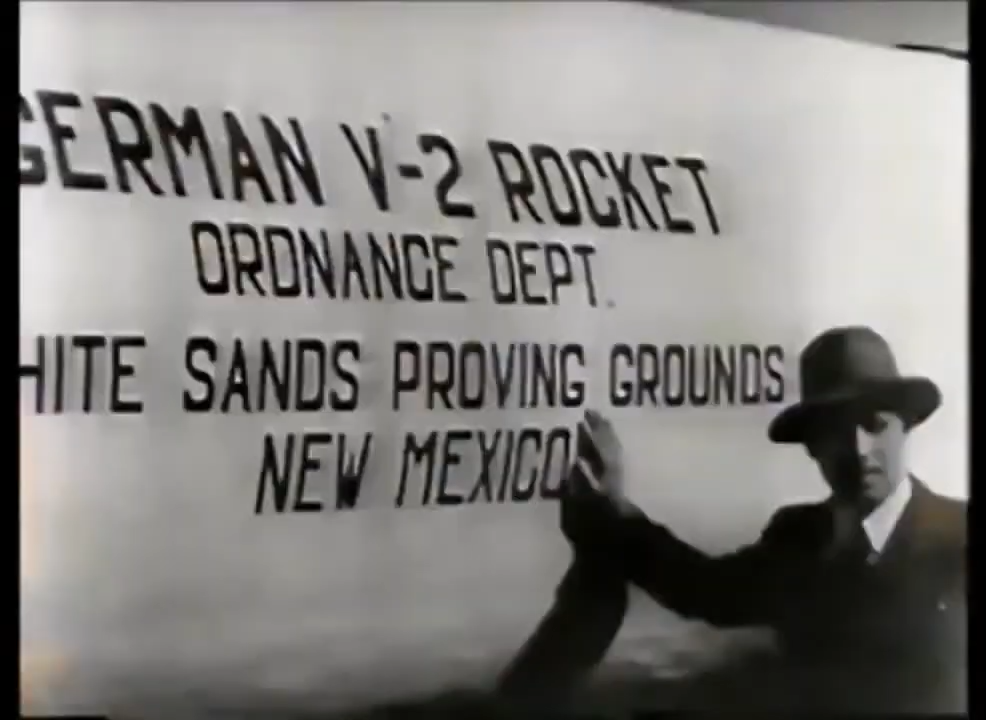 GERMAN V-2 ROCKET
ORDNANCE DEPT.
HITE SANDS PROVING GROUNDS
NEW MEXICO